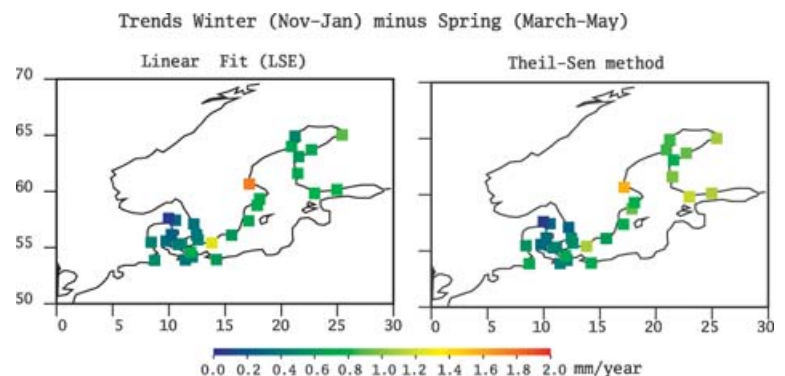 Trends Winter (Nov-Jan) minus Spring (March-May)
Linear Fit (LSE)
Theil-Sen method
70
65
60
55
50
0 5 10 15 20 25 30
0 5 10 15 20 25 30
0.0 0.2 0.4 0.6 0.8 1.0 1.2 1.4 1.6 1.8 2.0 mm/year